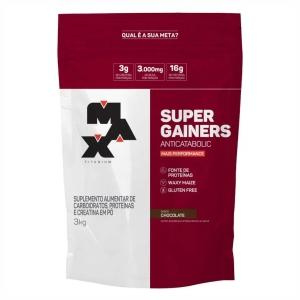 QUAL É A SUA META?
3g
3.000mg
16g
MAX
TITANIUM
SUPER
GAINERS
ANTICATABOLIC
MAIS PERFORMANCE
FONTE DE
PROTEÍNAS
WAXY MAIZE
GLUTEN FREE
SUPLEMENTO ALIMENTAR DE
CARBOIDRATOS, PROTEÍNAS
E CREATINA EM PÓ
3kg
CHOCOLATE